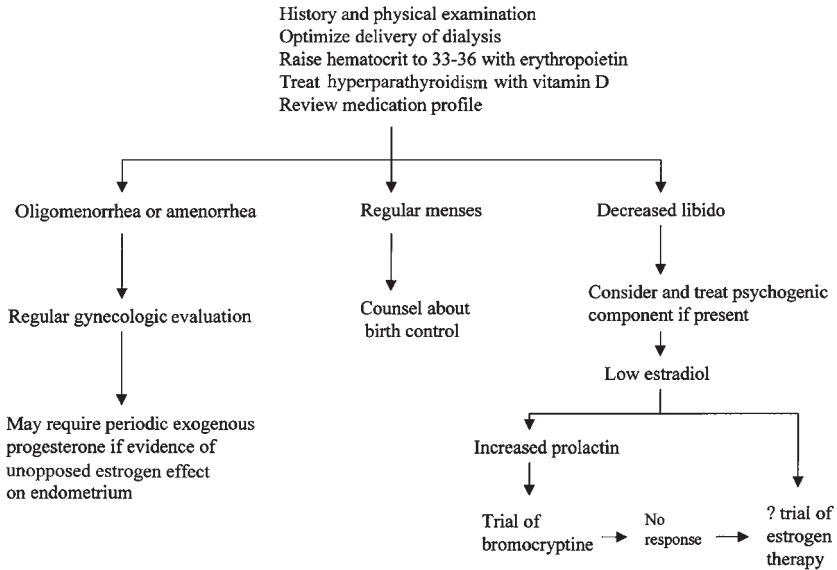 History and physical examination
Optimize delivery of dialysis
Raise hematocrit to 33-36 with erythropoietin
Treat hyperparathyroidism with vitamin D
Review medication profile
Oligomenorrhea or amenorrhea
Regular menses
Decreased libido
Regular gynecologic evaluation
Counsel about
birth control
Consider and treat psychogenic
component if present
Low estradiol
May require periodic exogenous
progesterone if evidence of
unopposed estrogen effect
on endometrium
Increased prolactin
Trial of
bromocryptine
No
response
? trial of
estrogen
therapy